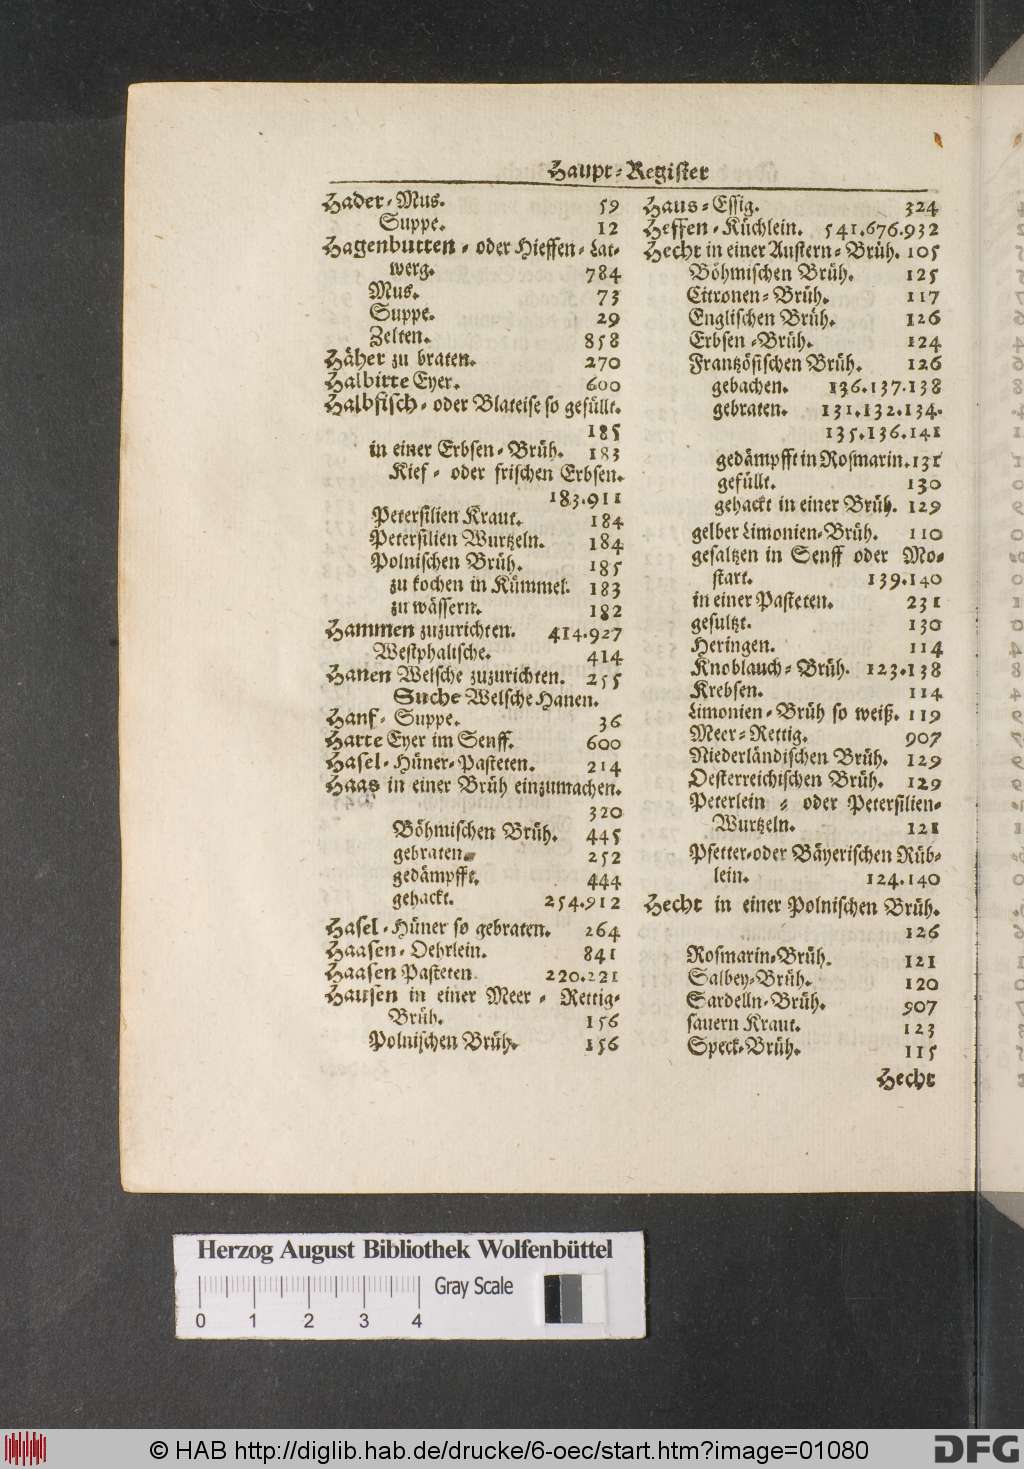 Haupt-Register
Hader-Mus. 59
Suppe. 12
Hagenbutten- oder Hieffen-Lat-
werg. 784
Mus. 73
Suppe. 29
Zelten. 858
Häher zu braten. 270
Halbirte Eyer. 600
Halbfisch- oder Blateise so gefüllt.
185
in einer Erbsen-Brüh. 183
Kief- oder frischen Erbsen.
183.911
Petersilien Kraut. 184
Petersilien Wurtzeln. 184
Polnischen Brüh. 185
zu kochen in Kümmel. 183
zu wässern. 182
Hammen zuzurichten. 414.927
Westphalische. 414
Hanen Welsche zuzurichten. 255
Suche Welsche Hanen.
Hanf-Suppe. 36
Harte Eyer im Senff. 600
Hasel-Hüner-Pasteten. 214
Haas in einer Brüh einzumachen.
320
Böhmischen Brüh. 445
gebraten. 252
gedämpfft. 444
gehackt. 254.912
Hasel-Hüner so gebraten. 264
Haasen-Oehrlein. 841
Haasen Pasteten 220.221
Hausen in einer Meer-Rettig-
Brüh. 156
Polnischen Brüh. 156
Haus-Essig. 324
Heffen-Küchlein. 541.676.932
Hecht in einer Austern-Brüh. 105
Böhmischen Brüh. 125
Citronen-Brüh. 117
Englischen Brüh. 126
Erbsen-Brüh. 124
Frantzösischen Brüh. 126
gebachen. 136.137.138
gebraten. 131.132.134.
135.136.141
gedämpfft in Rosmarin. 131
gefüllt. 130
gehackt in einer Brüh. 129
gelber Limonien-Brüh. 110
gesaltzen in Senff oder Mo-
start. 139.140
in einer Pasteten. 231
gesultzt. 130
Heringen. 114
Knoblauch-Brüh. 123.138
Krebsen. 114
Limonien-Brüh so weiß. 119
Meer-Rettig. 907
Niederländischen Brüh. 129
Oesterreichischen Brüh. 129
Peterlein- oder Petersilien-
Wurtzeln. 121
Pfetter- oder Bäyerischen Rüb-
lein. 124.140
Hecht in einer Polnischen Brüh.
126
Rosmarin-Brüh. 121
Salbey-Brüh. 120
Sardelln-Brüh. 907
sauern Kraut. 123
Speck-Brüh. 115
Hecht
Herzog August Bibliothek Wolfenbüttel
0 1 2 3 4 Gray Scale
© HAB http://diglib.hab.de/drucke/6-oec/start.htm?image=01080
DFG